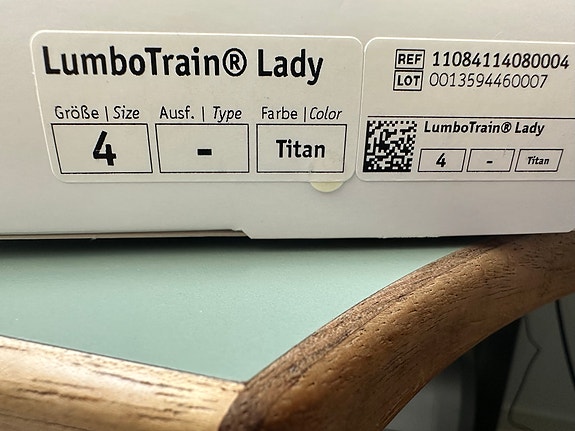 LumboTrain® Lady
Größe | Size Ausf. | Type Farbe | Color
4 - Titan
REF 11084114080004
LOT 0013594460007
LumboTrain® Lady
4 - Titan